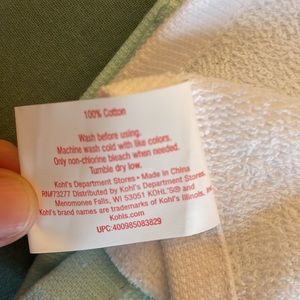 100% Cotton
Wash before using.
Machine wash cold with like colors.
Only non-chlorine bleach when needed.
Tumble dry low.
Kohl's Department Stores • Made in China
RN#73277 Distributed by Kohl's Department Stores
Menomonee Falls, WI 53051 KOHL'S® and
Kohl's brand names are trademarks of Kohl's Illinois, Inc.
Kohls.com
UPC:400985083829